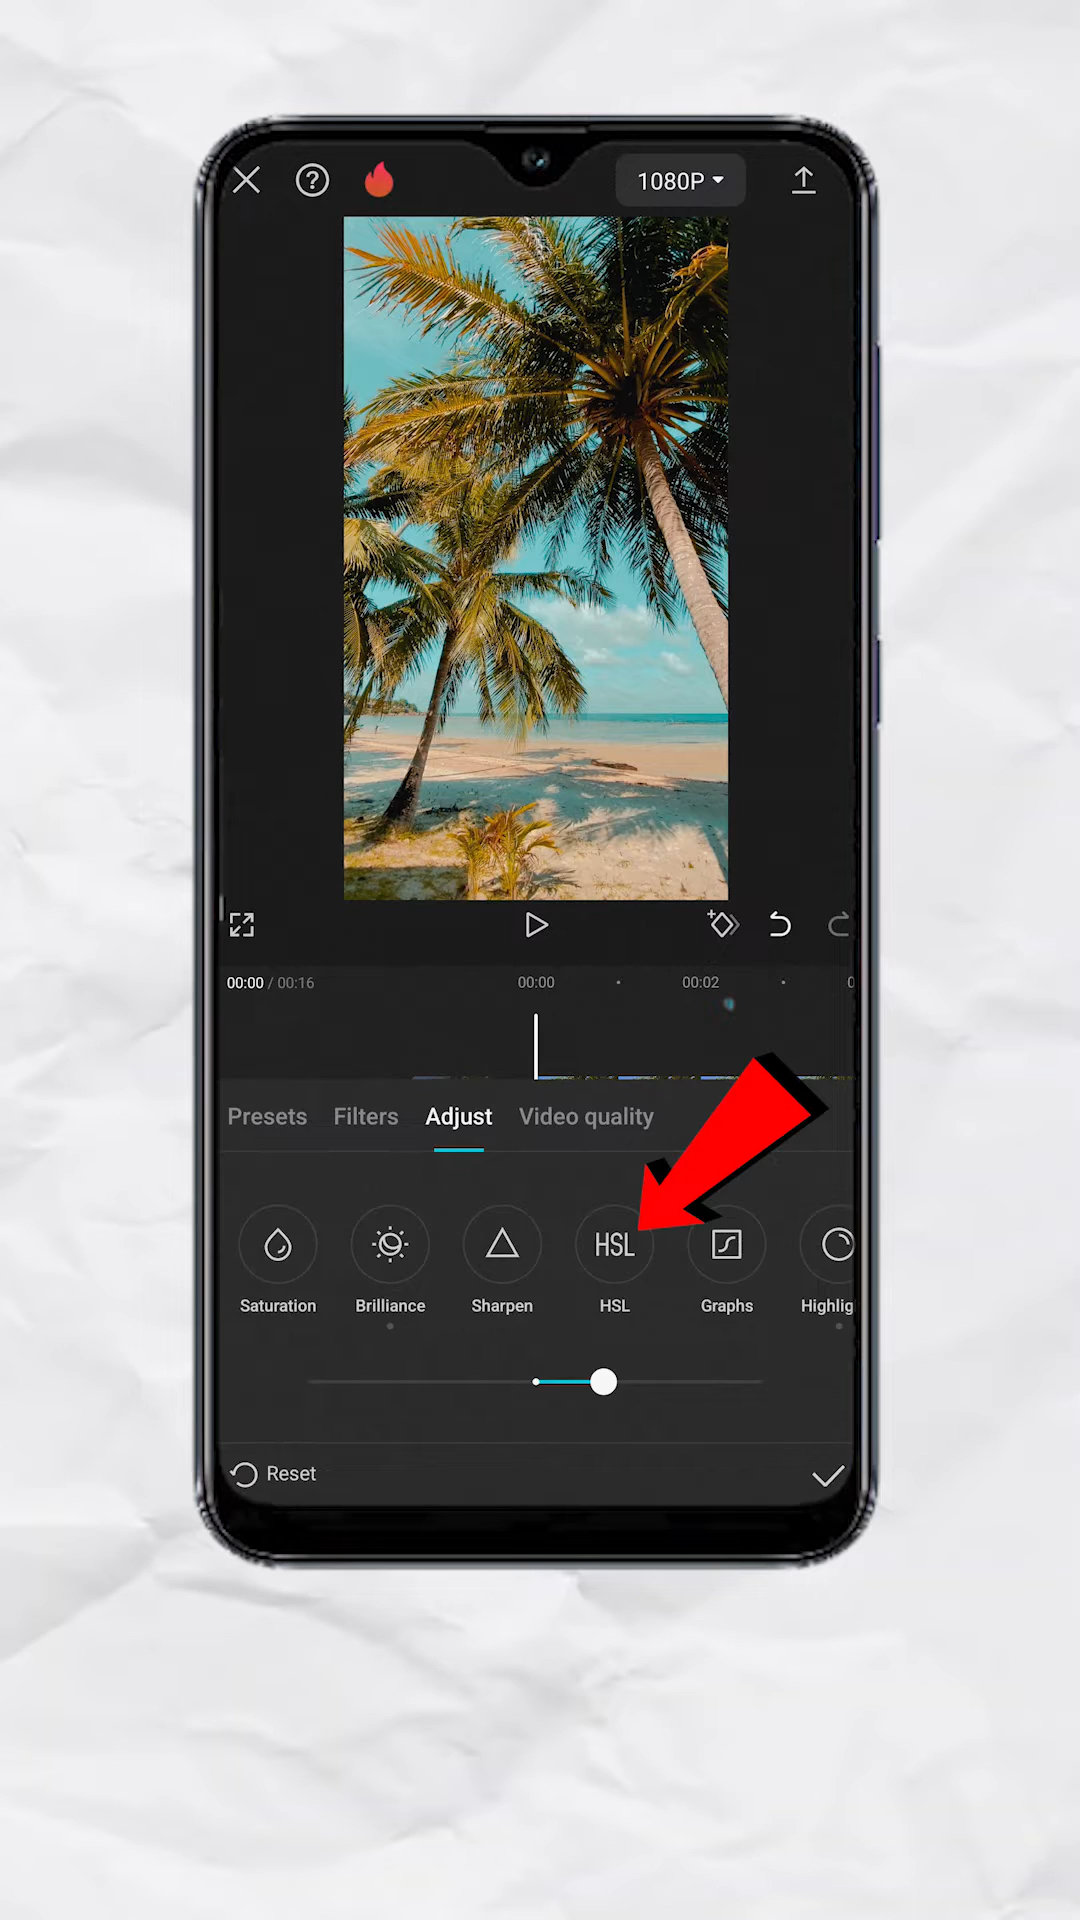 1080P
00:00 / 00:16 00:00 00:02
Presets Filters Adjust Video quality
HSL
Saturation Brilliance Sharpen HSL Graphs Highlig
Reset